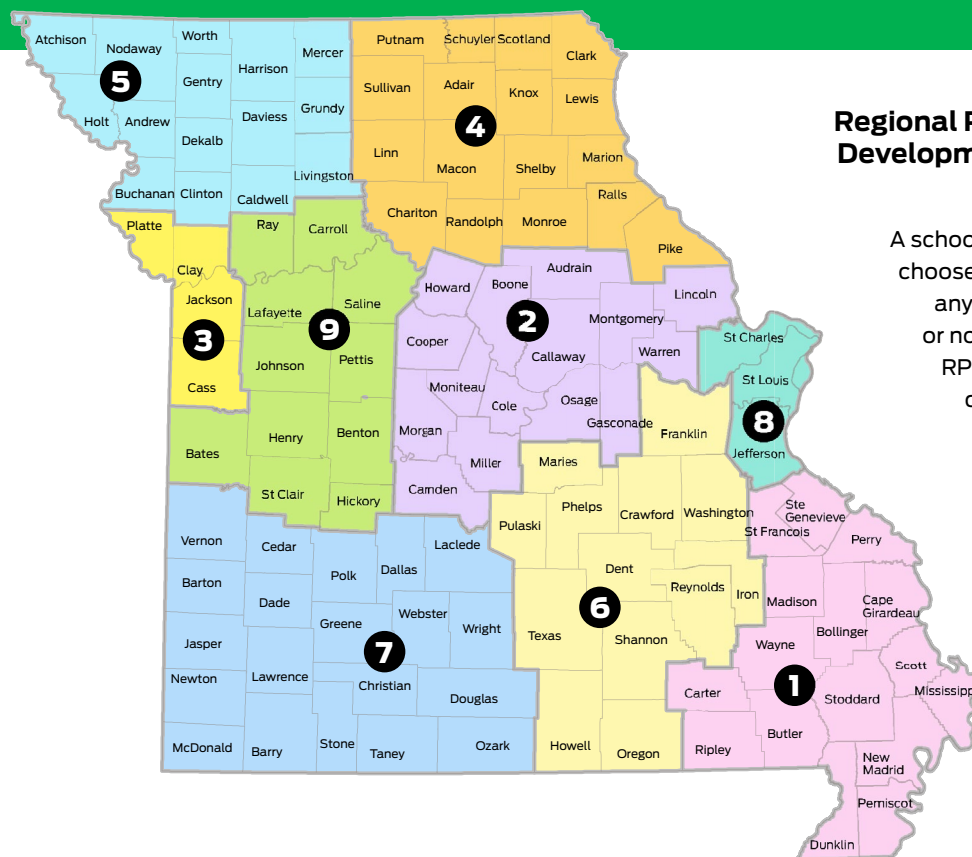 Regional
Developm
A schoo
choose
any
or no
RP
Atchison
Nodaway
Worth
Harrison
Mercer
Gentry
5
Holt
Andrew
Daviess
Grundy
Dekalb
Livingston
Buchanan
Clinton
Caldwell
Putnam
Schuyler
Scotland
Clark
Sullivan
Adair
Knox
Lewis
4
Linn
Macon
Shelby
Marion
Ralls
Chariton
Randolph
Monroe
Pike
Platte
Clay
Jackson
3
Cass
Ray
Carroll
Lafayette
Saline
9
Johnson
Pettis
Bates
Henry
Benton
St Clair
Hickory
Audrain
Howard
Boone
Lincoln
2
Montgomery
Cooper
Callaway
Warren
Moniteau
Cole
Osage
Gasconade
Morgan
Miller
Camden
St Charles
St Louis
8
Jefferson
Franklin
Maries
Phelps
Crawford
Washington
Pulaski
Dent
Reynolds
Iron
6
Texas
Shannon
Howell
Oregon
Vernon
Cedar
Laclede
Polk
Dallas
Barton
Dade
Greene
Webster
Wright
Jasper
7
Newton
Lawrence
Christian
Douglas
McDonald
Barry
Stone
Taney
Ozark
Ste
Genevieve
St Francois
Perry
Madison
Cape
Girardeau
Bollinger
Wayne
Scott
1
Mississipp
Carter
Stoddard
Butler
Ripley
New
Madrid
Pemiscot
Dunklin